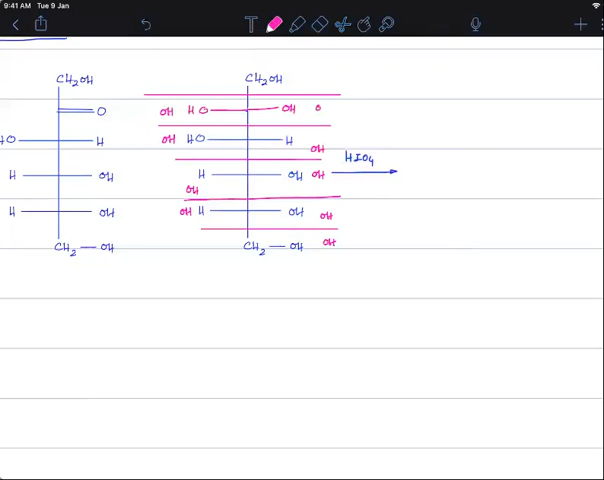 9:41 AM Tue 9 Jan
T
CH2OH CH2OH
O OH HO OH O
HO H OH HO H
OH
HIO4
H OH H OH OH
OH
H OH OH H OH OH
OH
CH2 — OH CH2 — OH